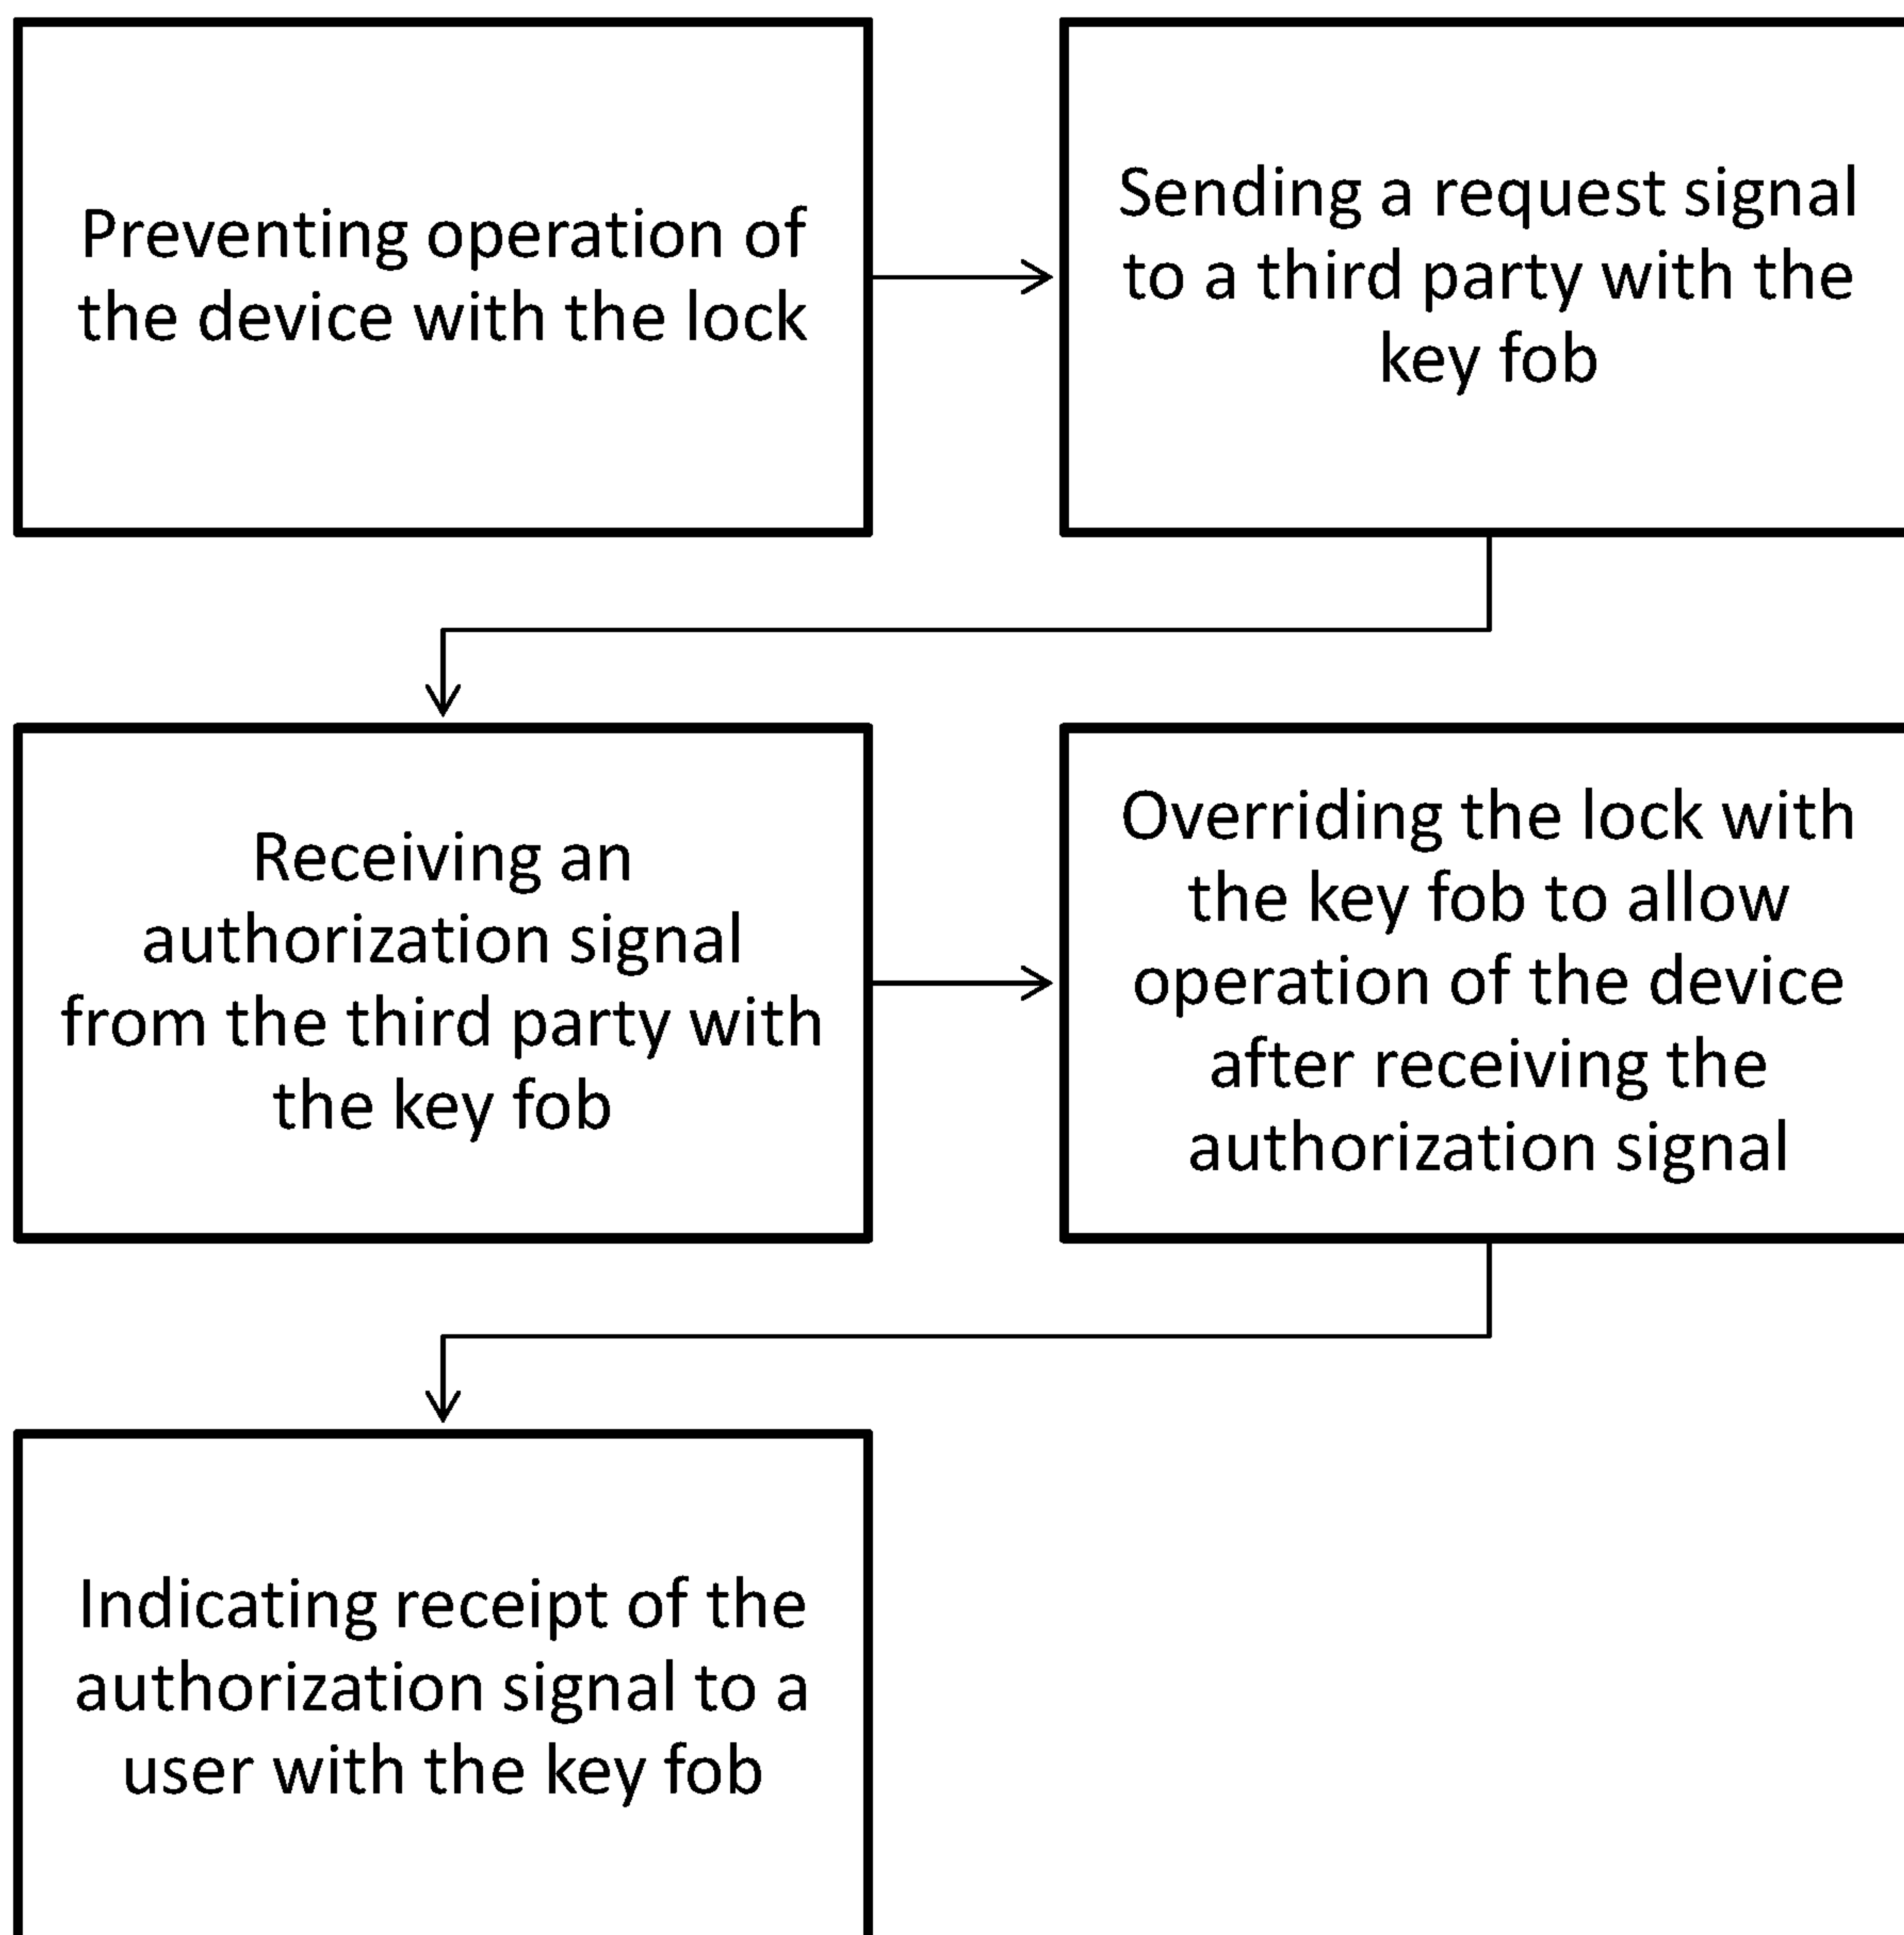 Preventing operation of
the device with the lock
Sending a request signal
to a third party with the
key fob
Receiving an
authorization signal
from the third party with
the key fob
Overriding the lock with
the key fob to allow
operation of the device
after receiving the
authorization signal
Indicating receipt of the
authorization signal to a
user with the key fob